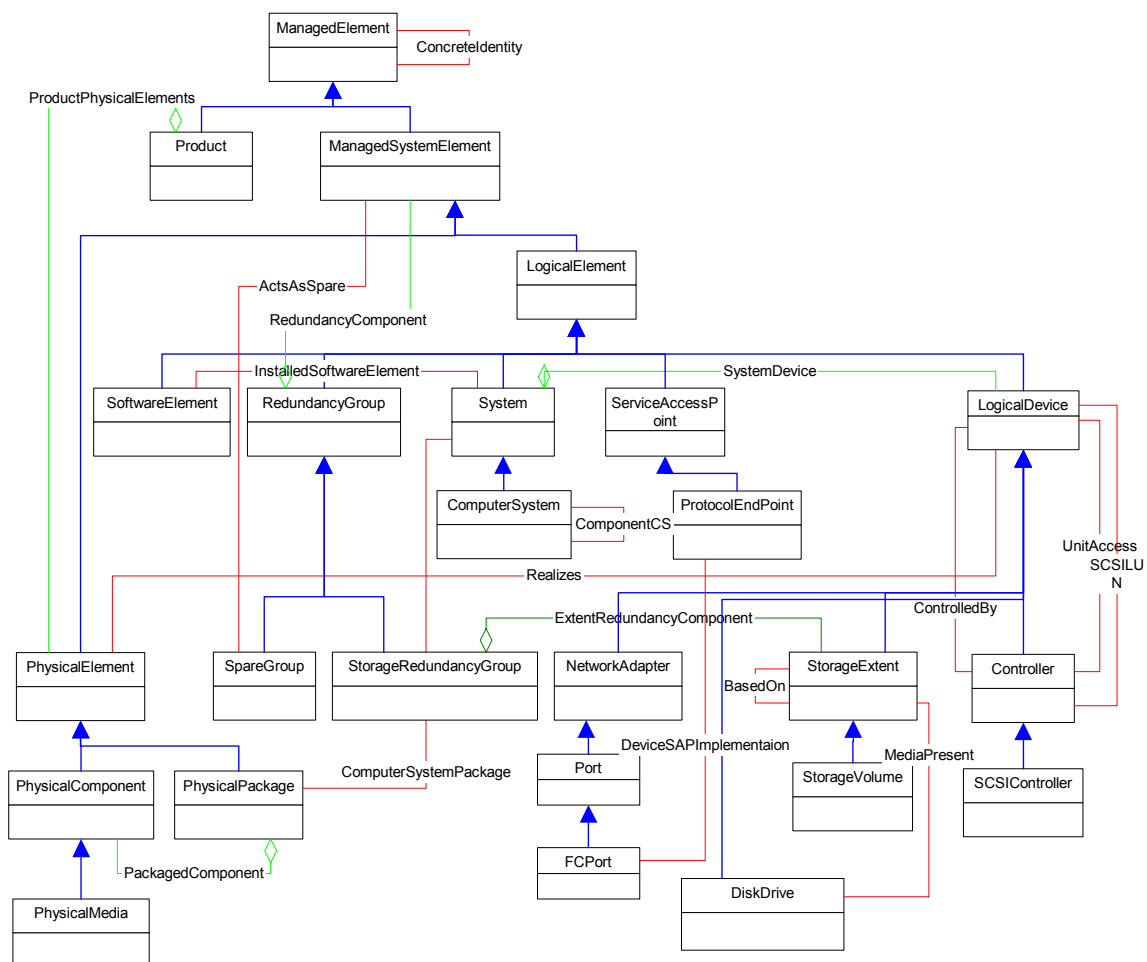 ManagedElement
ConcreteIdentity
ProductPhysicalElements
Product
ManagedSystemElement
LogicalElement
ActsAsSpare
RedundancyComponent
InstalledSoftwareElement
SystemDevice
SoftwareElement
RedundancyGroup
System
ServiceAccessP
oint
LogicalDevice
ComputerSystem
ComponentCS
ProtocolEndPoint
UnitAccess
SCSILU
N
Realizes
ControlledBy
ExtentRedundancyComponent
PhysicalElement
SpareGroup
StorageRedundancyGroup
NetworkAdapter
StorageExtent
Controller
BasedOn
DeviceSAPImplementaion
MediaPresent
ComputerSystemPackage
PhysicalComponent
PhysicalPackage
Port
StorageVolume
SCSIController
PackagedComponent
FCPort
DiskDrive
PhysicalMedia